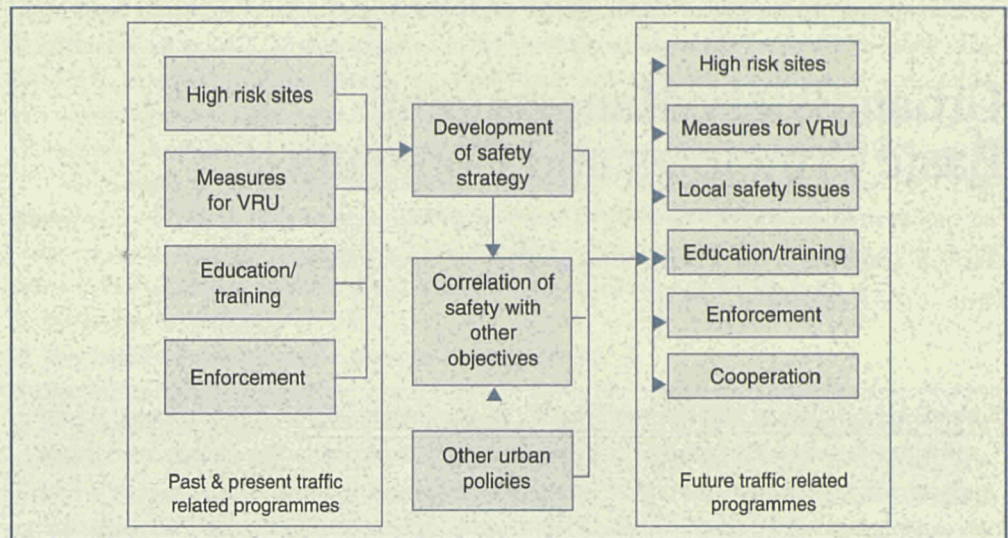 High risk sites
Measures
for VRU
Education/
training
Enforcement
Past & present traffic
related programmes
Development
of safety
strategy
Correlation of
safety with
other
objectives
Other urban
policies
High risk sites
Measures for VRU
Local safety issues
Education/training
Enforcement
Cooperation
Future traffic related
programmes